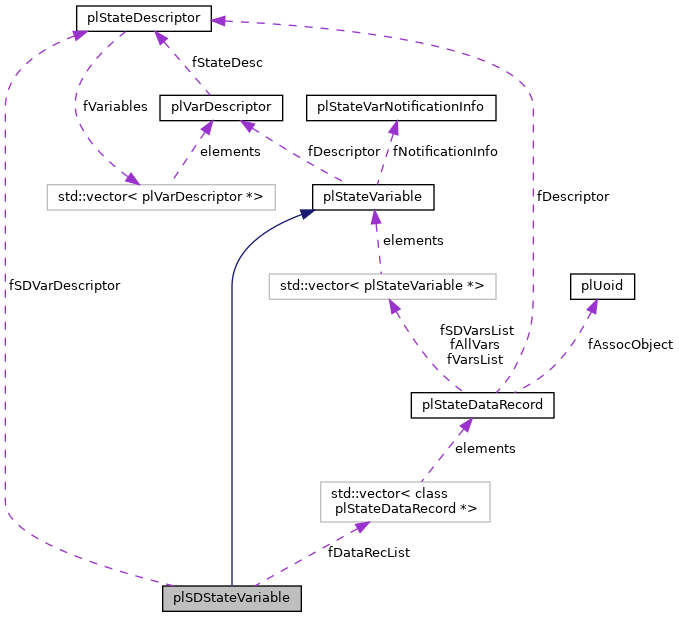 plStateDescriptor
fStateDesc
fVariables
plVarDescriptor
plStateVarNotificationInfo
elements
fDescriptor
fNotificationInfo
std::vector< plVarDescriptor *>
plStateVariable
fDescriptor
elements
fSDVarDescriptor
std::vector< plStateVariable *>
plUoid
fSDVarsList
fAllVars
fVarsList
fAssocObject
plStateDataRecord
elements
std::vector< class
plStateDataRecord *>
fDataRecList
plSDStateVariable